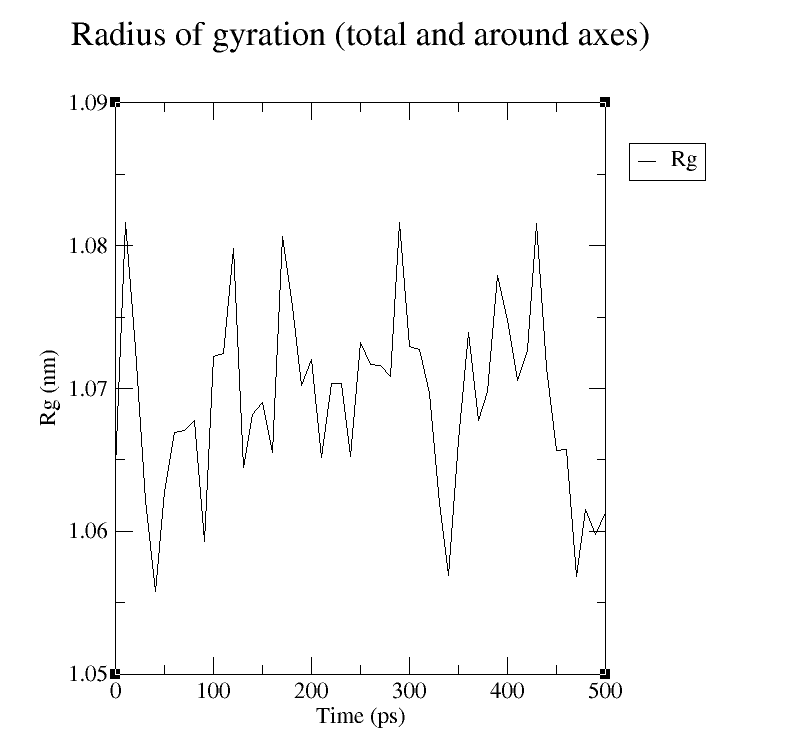 Radius of gyration (total and around axes)
1.09
Rg
1.08
1.07
Rg (nm)
1.06
1.05
0 100 200 300 400 500
Time (ps)